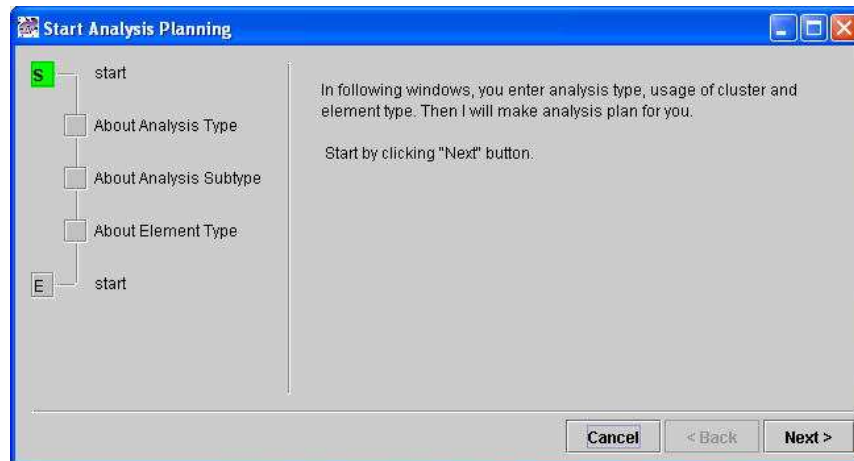 Start Analysis Planning
S start
About Analysis Type
About Analysis Subtype
About Element Type
E start
In following windows, you enter analysis type, usage of cluster and
element type. Then I will make analysis plan for you.
Start by clicking "Next" button.
Cancel < Back Next >